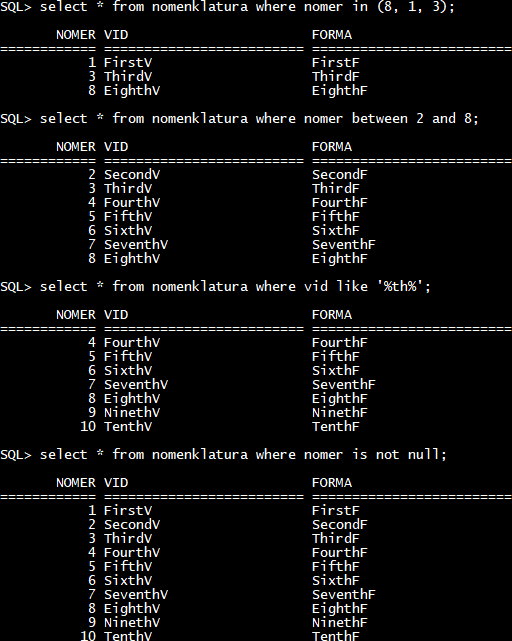 SQL> select * from nomenklatura where nomer in (8, 1, 3);
NOMER VID FORMA
============ ========================= =========================
1 FirstV FirstF
3 ThirdV ThirdF
8 EighthV EighthF
SQL> select * from nomenklatura where nomer between 2 and 8;
NOMER VID FORMA
============ ========================= =========================
2 SecondV SecondF
3 ThirdV ThirdF
4 FourthV FourthF
5 FifthV FifthF
6 SixthV SixthF
7 SeventhV SeventhF
8 EighthV EighthF
SQL> select * from nomenklatura where vid like '%th%';
NOMER VID FORMA
============ ========================= =========================
4 FourthV FourthF
5 FifthV FifthF
6 SixthV SixthF
7 SeventhV SeventhF
8 EighthV EighthF
9 NinethV NinethF
10 TenthV TenthF
SQL> select * from nomenklatura where nomer is not null;
NOMER VID FORMA
============ ========================= =========================
1 FirstV FirstF
2 SecondV SecondF
3 ThirdV ThirdF
4 FourthV FourthF
5 FifthV FifthF
6 SixthV SixthF
7 SeventhV SeventhF
8 EighthV EighthF
9 NinethV NinethF
10 TenthV TenthF